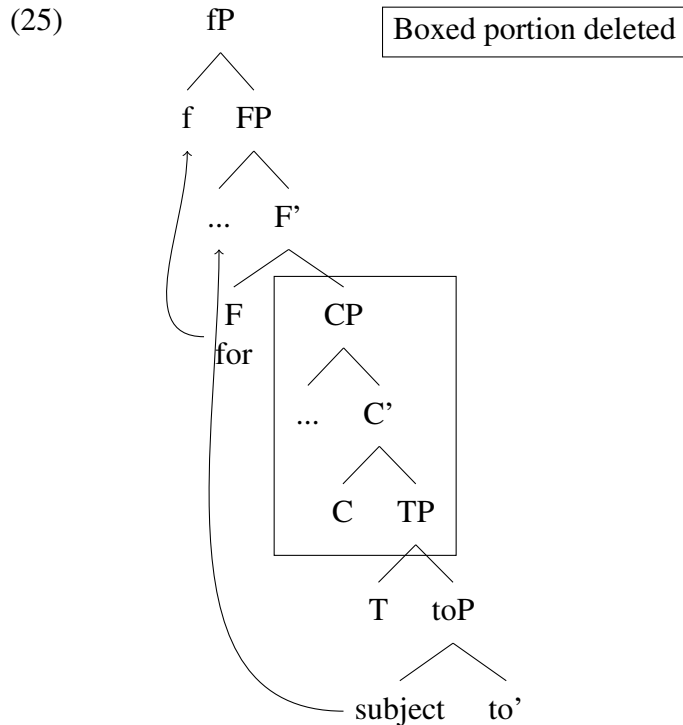 (25)
fP
Boxed portion deleted
f FP
... F’
F CP
for
... C’
C TP
T toP
subject to’